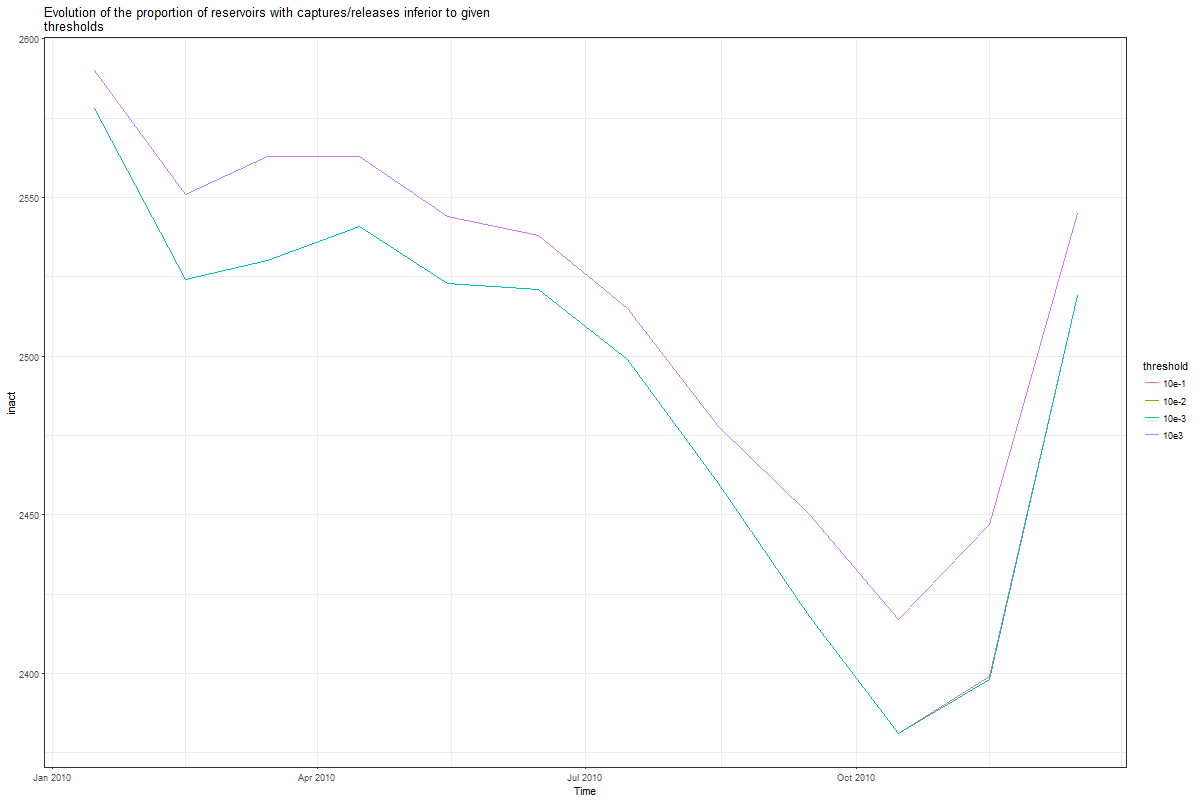 Evolution of the proportion of reservoirs with captures/releases inferior to given
thresholds
2600
2550
2500
2450
2400
inact
Jan 2010
Apr 2010
Jul 2010
Oct 2010
Time
threshold
10e-1
10e-2
10e-3
10e3